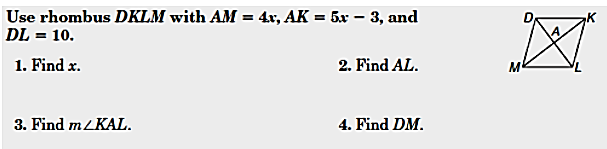 Use rhombus DKLM with AM = 4x, AK = 5x − 3, and
DL = 10.
1. Find x.
2. Find AL.
3. Find m∠KAL.
4. Find DM.
D
K
A
M
L